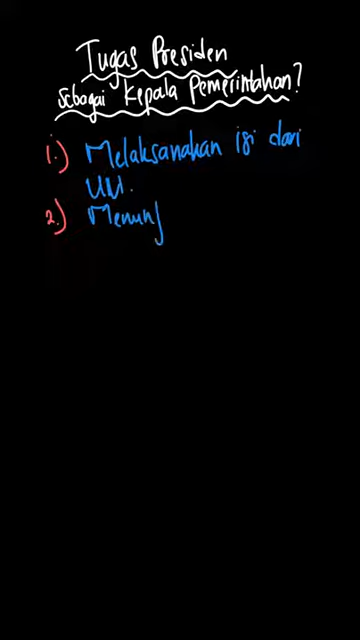 Tugas Presiden
sebagai Kepala Pemerintahan?
1.) Melaksanakan isi dari
UU.
2.) Menunj